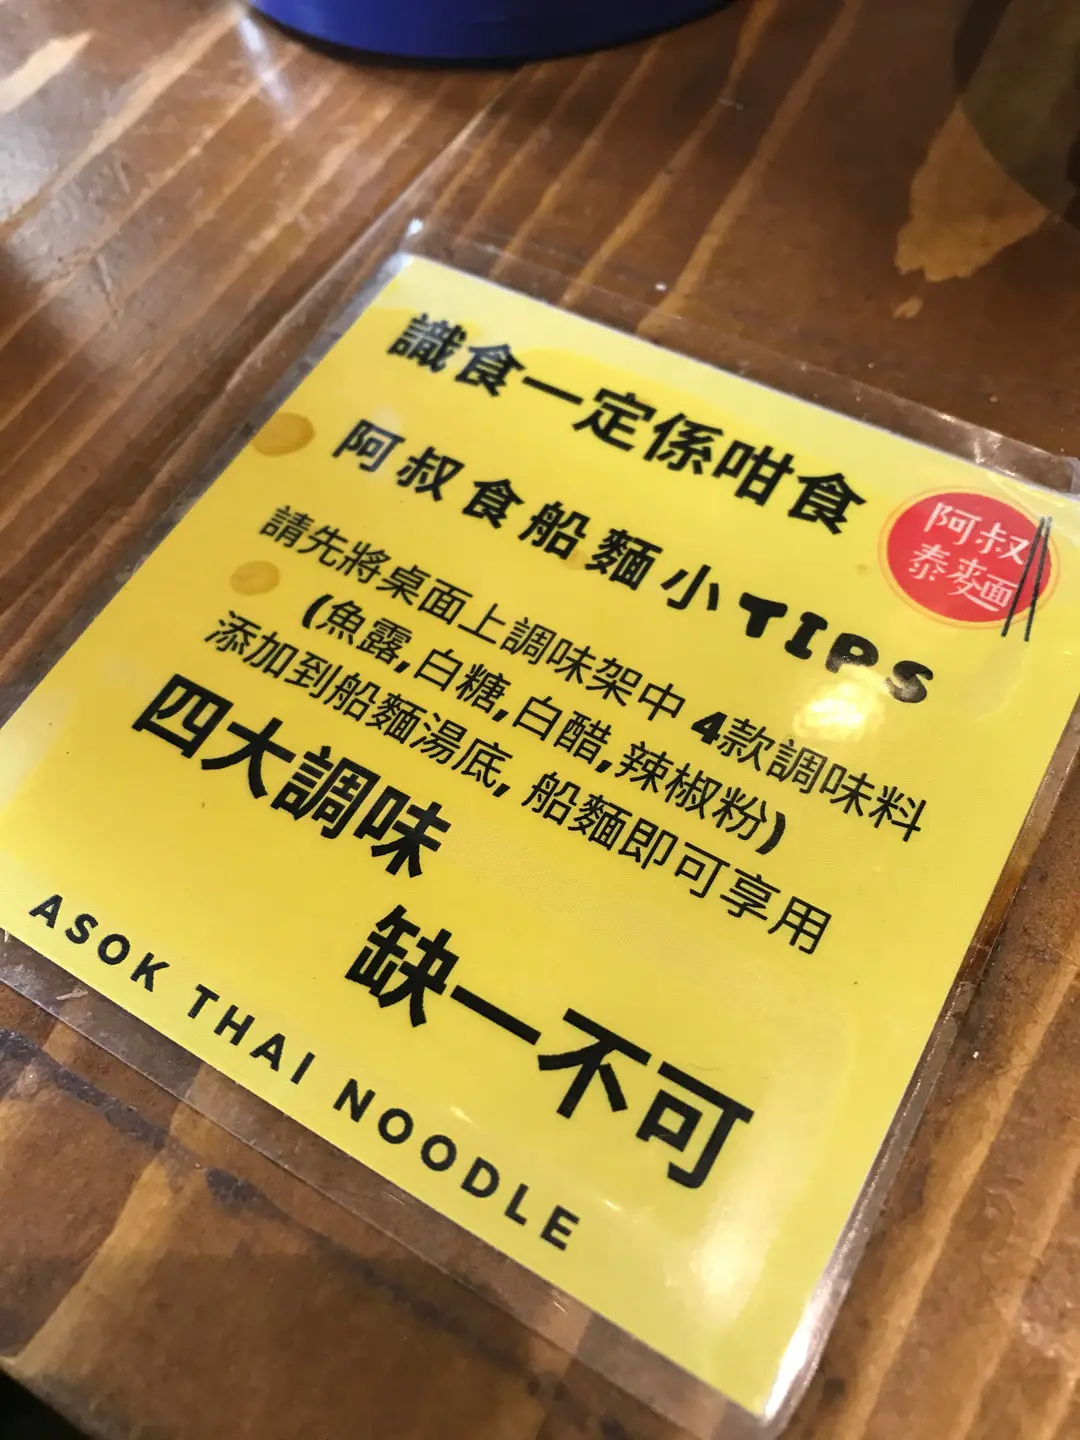 識食一定係咁食
阿叔食船麵小TIPS
阿叔
泰麵
請先將桌面上調味架中 4款調味料
(魚露,白糖,白醋,辣椒粉)
添加到船麵湯底, 船麵即可享用
四大調味
缺一不可
ASOK THAI NOODLE